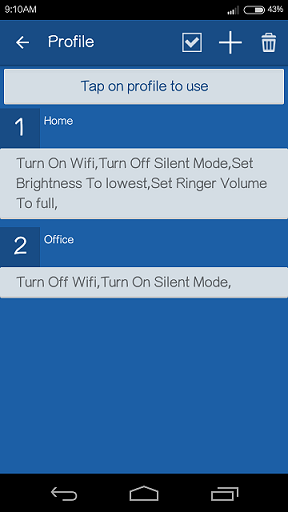 9:10AM
43%
Profile
Tap on profile to use
1
Home
Turn On Wifi,Turn Off Silent Mode,Set
Brightness To lowest,Set Ringer Volume
To full,
2
Office
Turn Off Wifi,Turn On Silent Mode,